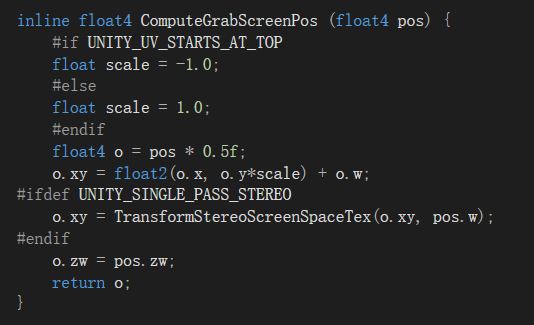 inline float4 ComputeGrabScreenPos (float4 pos) {
    #if UNITY_UV_STARTS_AT_TOP
    float scale = -1.0;
    #else
    float scale = 1.0;
    #endif
    float4 o = pos * 0.5f;
    o.xy = float2(o.x, o.y*scale) + o.w;
#ifdef UNITY_SINGLE_PASS_STEREO
    o.xy = TransformStereoScreenSpaceTex(o.xy, pos.w);
#endif
    o.zw = pos.zw;
    return o;
}